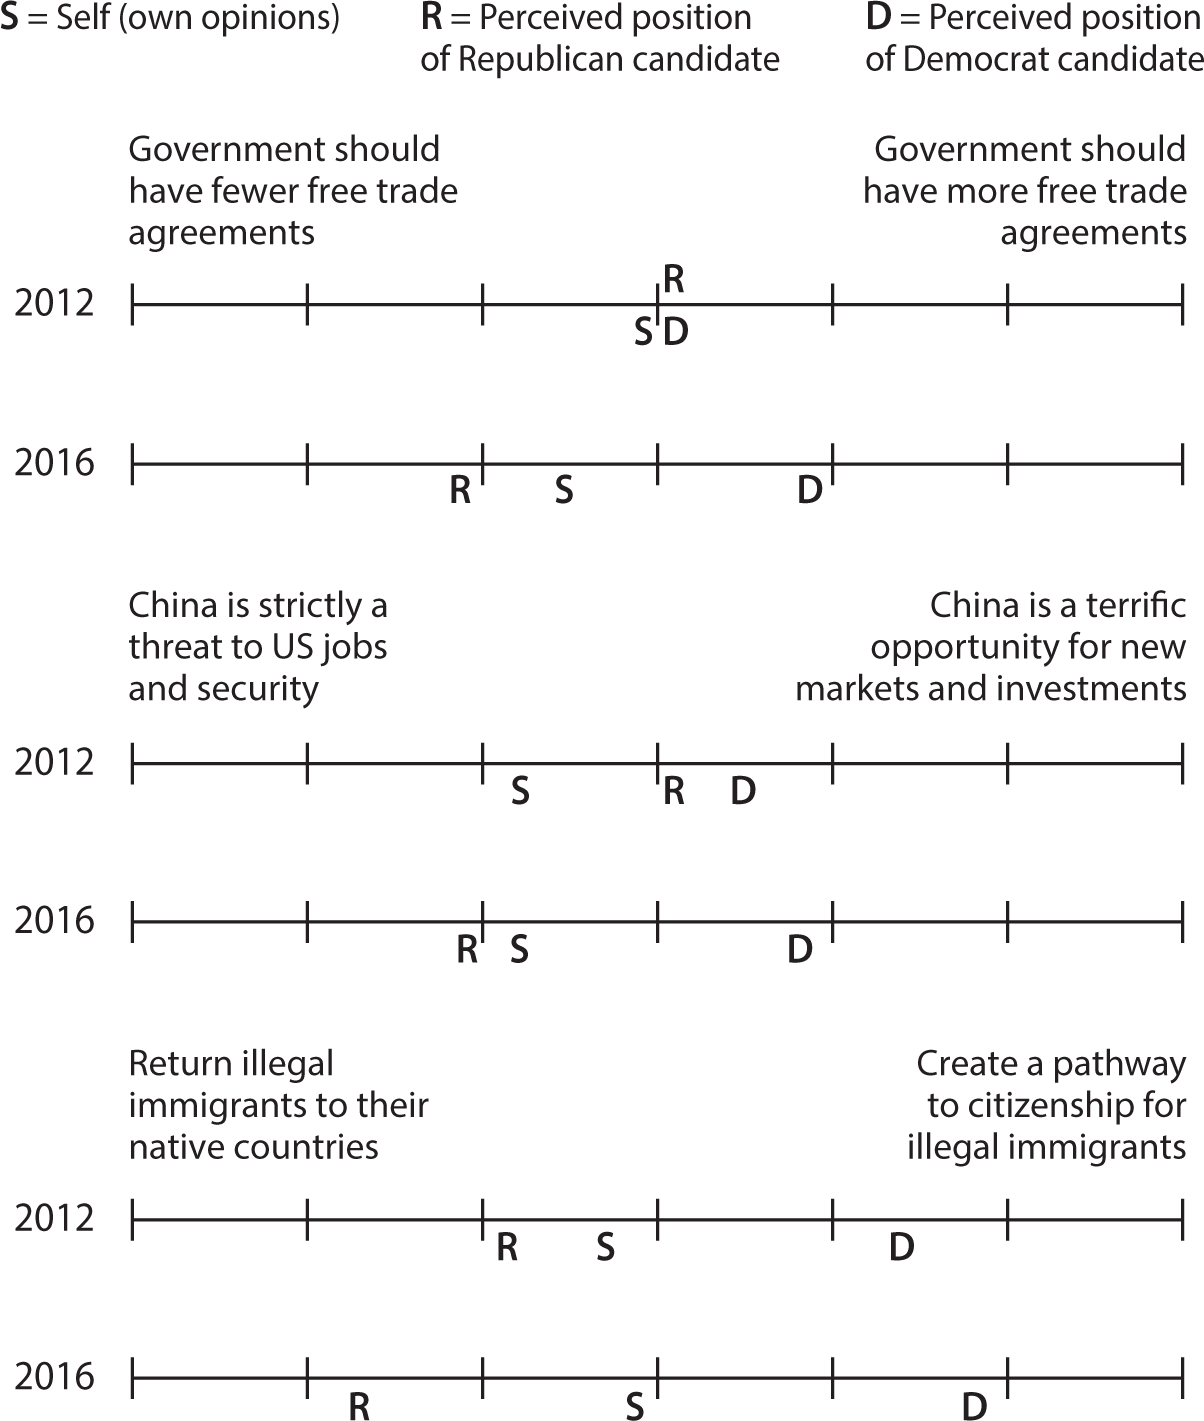 S = Self (own opinions)
R = Perceived position
of Republican candidate
D = Perceived position
of Democrat candidate
Government should
have fewer free trade
agreements
Government should
have more free trade
agreements
2012
R
S D
2016
R S D
China is strictly a
threat to US jobs
and security
China is a terrific
opportunity for new
markets and investments
2012
S R D
2016
R S D
Return illegal
immigrants to their
native countries
Create a pathway
to citizenship for
illegal immigrants
2012
R S D
2016
R S D